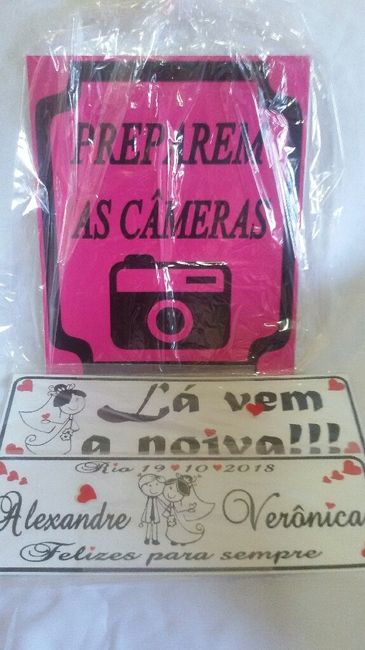 PREPAREM
AS CÂMERAS
Lá vem
a noiva!!!
Rio 19•10•2018
Alexandre Verônica
Felizes para sempre